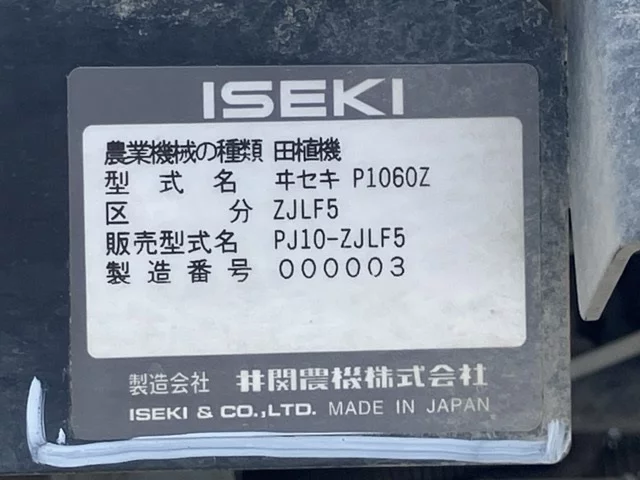 ISEKI
農業機械の種類 田植機
型式名 ヰセキ P1060Z
区分 ZJLF5
販売型式名 PJ10-ZJLF5
製造番号 000003
製造会社 井関農機株式会社
ISEKI & CO.,LTD. MADE IN JAPAN